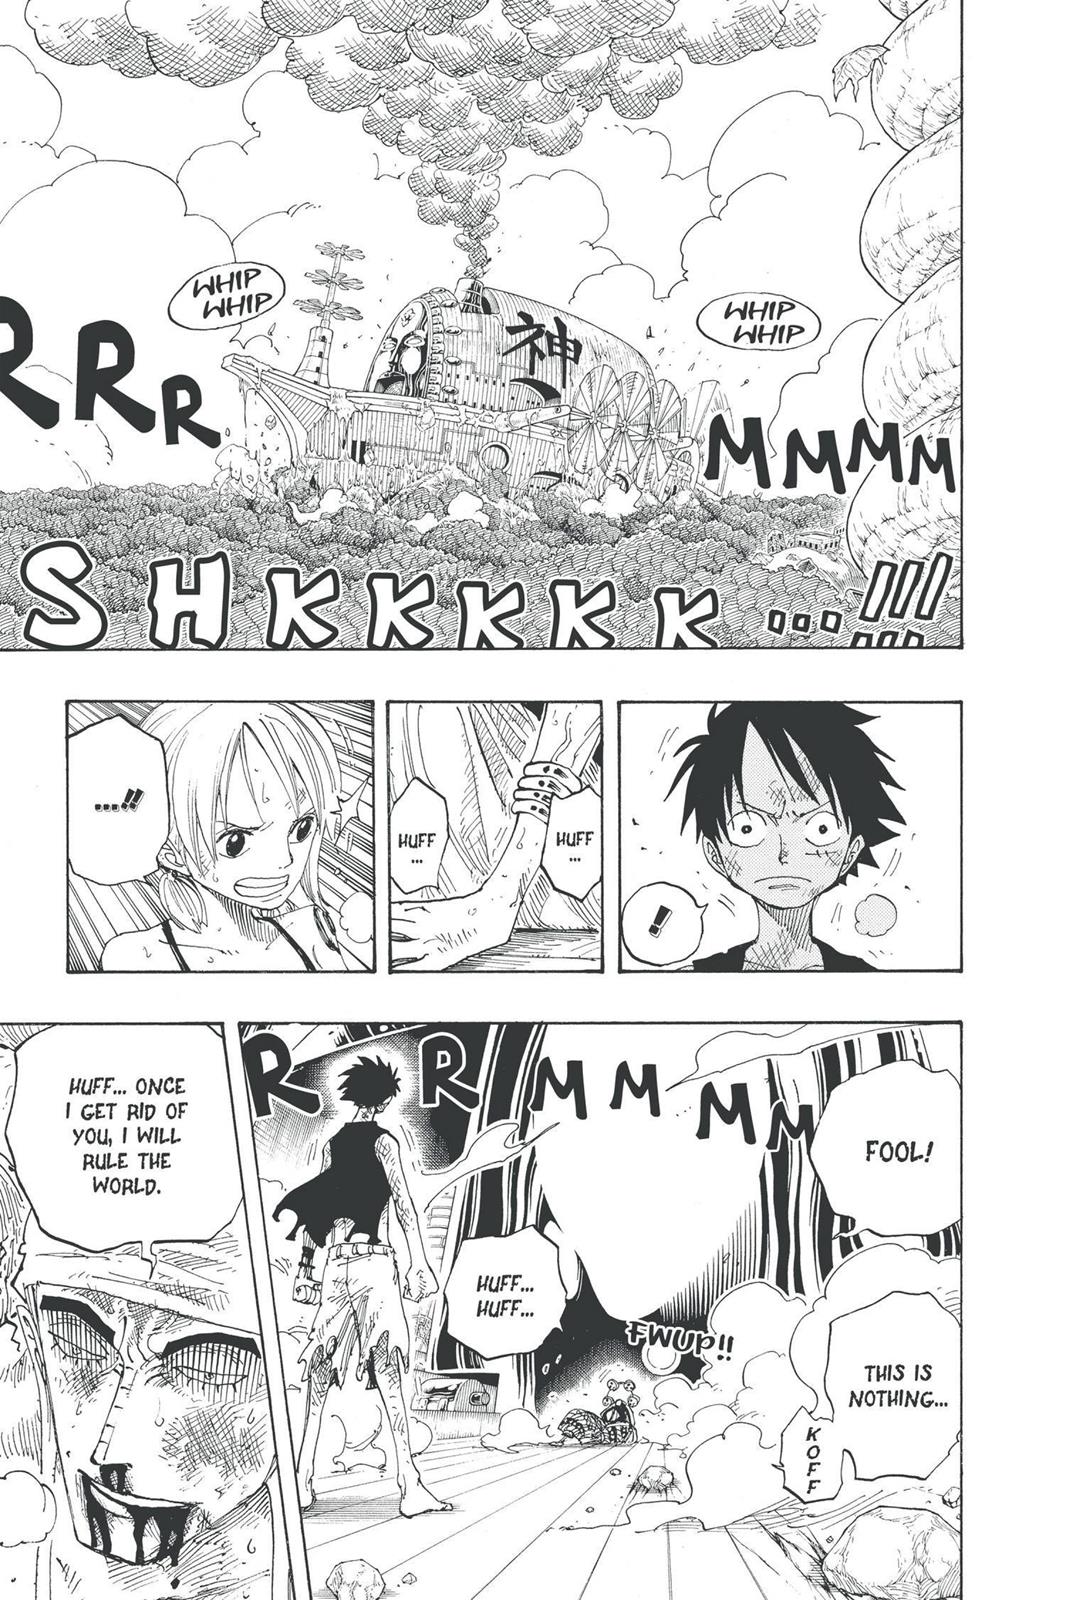 WHIP
WHIP
WHIP
WHIP
神
RRR
MMMM
SHKKKKK...!!!
!
HUFF
...
HUFF
...
...!!
FOOL!
THIS IS
NOTHING...
KOFF
RRMMMM
HUFF...
HUFF...
FWUP!!
HUFF... ONCE
I GET RID OF
YOU, I WILL
RULE THE
WORLD.